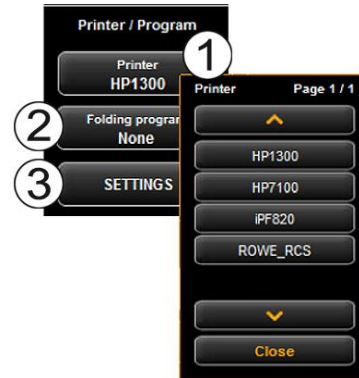 Printer / Program
1
Printer
HP1300
Printer Page 1 / 1
2
Folding program
None
3
SETTINGS
HP1300
HP7100
iPF820
ROWE_RCS
Close